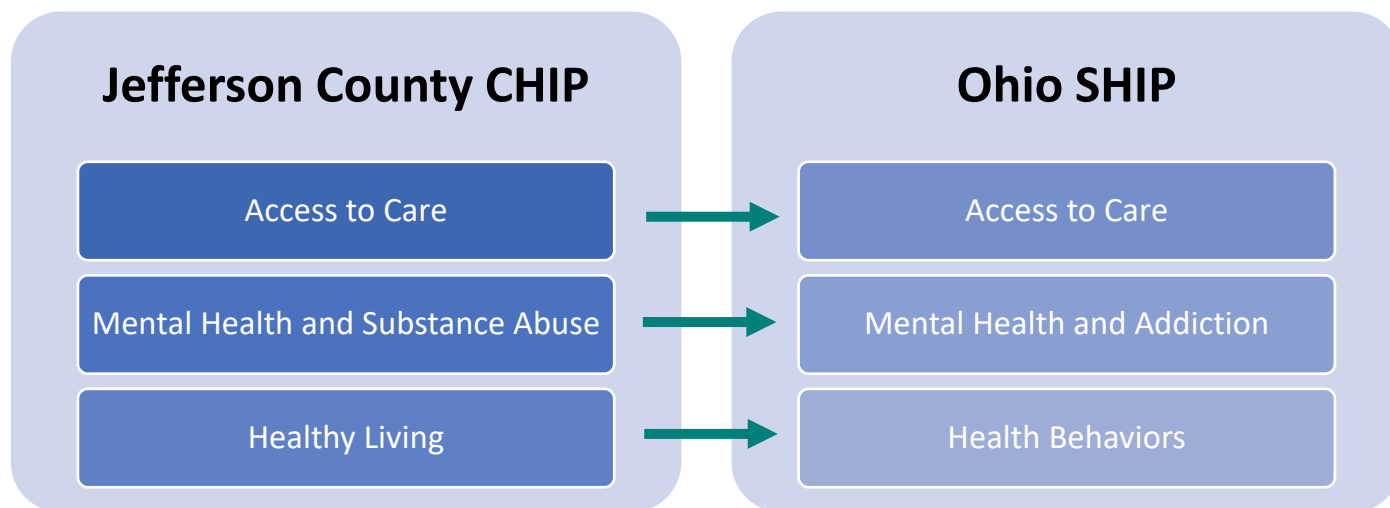 Jefferson County CHIP
Access to Care
Mental Health and Substance Abuse
Healthy Living
Ohio SHIP
Access to Care
Mental Health and Addiction
Health Behaviors